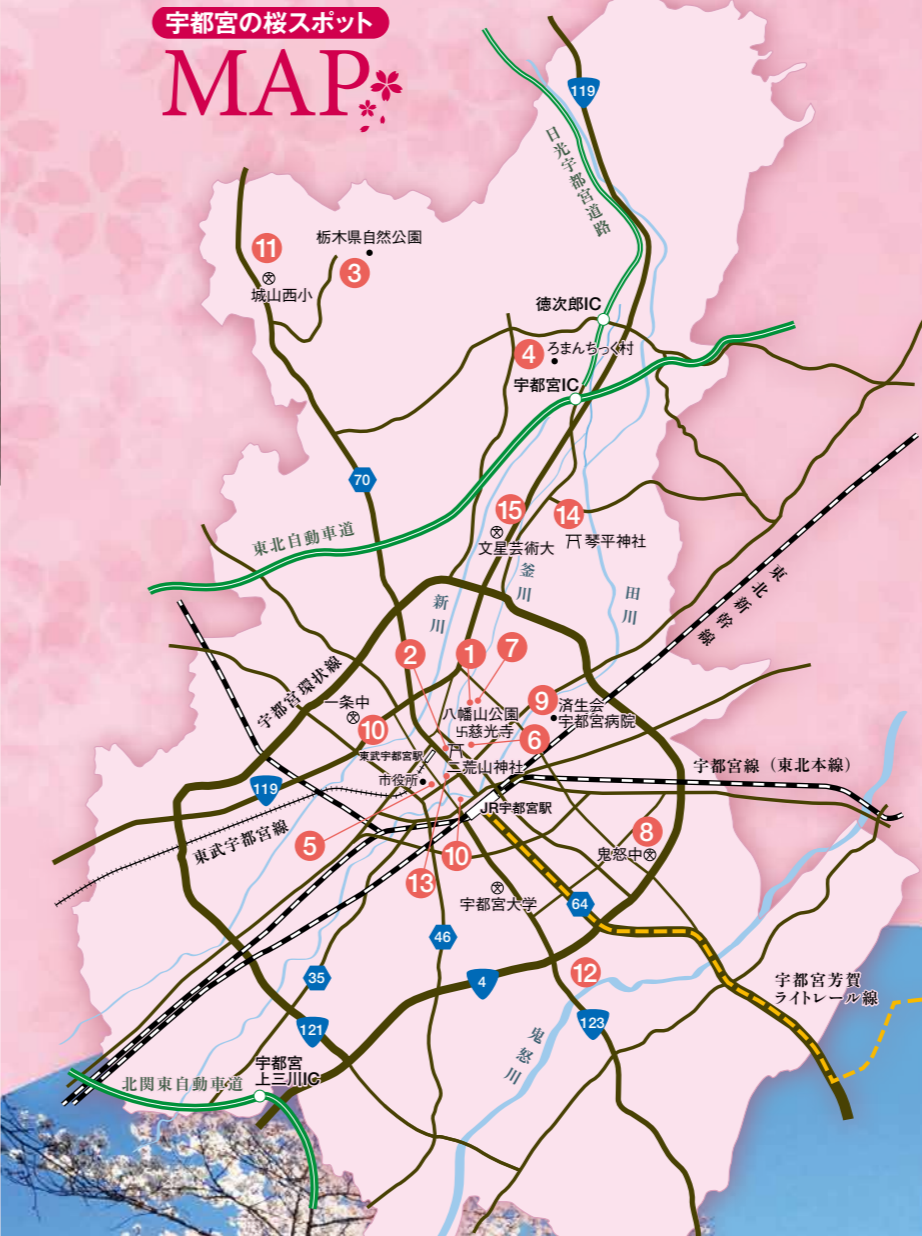 宇都宮の桜スポット
MAP
119
日光宇都宮道路
11
栃木県自然公園
3
城山西小
徳次郎IC
4
ろまんちっく村
宇都宮IC
70
15
14
文星芸術大
琴平神社
東北自動車道
釜川
田川
新川
東北新幹線
2
1
7
宇都宮環状線
一条中
八幡山公園
卍慈光寺
9
済生会
宇都宮病院
10
6
東武宇都宮駅
二荒山神社
市役所
宇都宮線（東北本線）
119
JR宇都宮駅
東武宇都宮線
5
10
8
鬼怒中
13
宇都宮大学
64
46
12
35
4
宇都宮芳賀
ライトレール線
121
123
鬼怒川
宇都宮
上三川IC
北関東自動車道